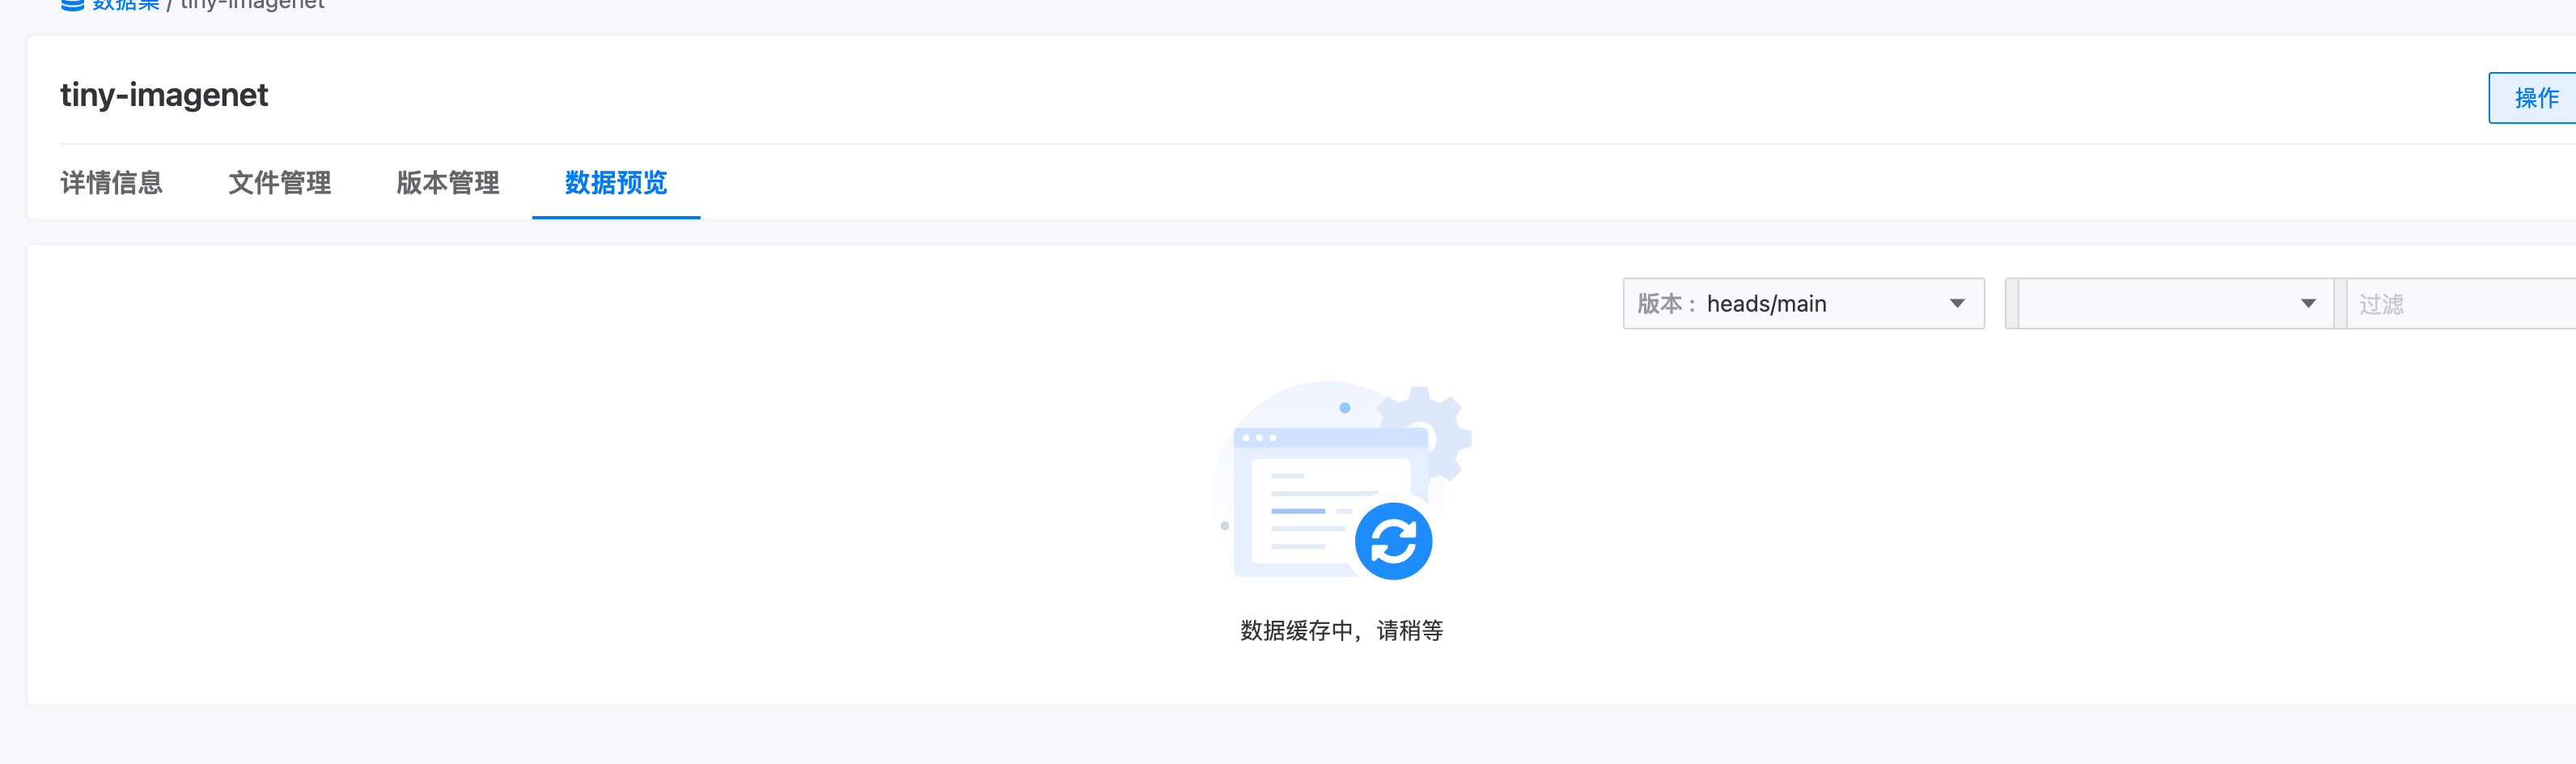 数据集 / tiny-imagenet
tiny-imagenet
操作
详情信息 文件管理 版本管理 数据预览
版本： heads/main 过滤
数据缓存中，请稍等